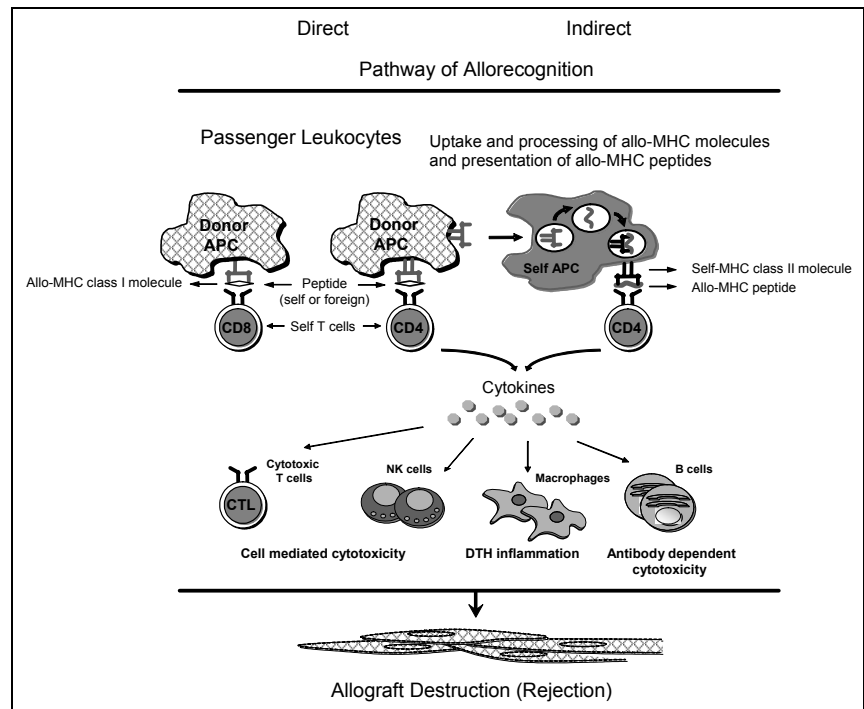 Direct
Indirect
Pathway of Allorecognition
Passenger Leukocytes
Uptake and processing of allo-MHC molecules
and presentation of allo-MHC peptides
Donor
APC
Donor
APC
Self APC
Allo-MHC class I molecule
Peptide
(self or foreign)
Self-MHC class II molecule
Allo-MHC peptide
CD8
Self T cells
CD4
CD4
Cytokines
Cytotoxic
T cells
NK cells
Macrophages
B cells
CTL
Cell mediated cytotoxicity
DTH inflammation
Antibody dependent
cytotoxicity
Allograft Destruction (Rejection)